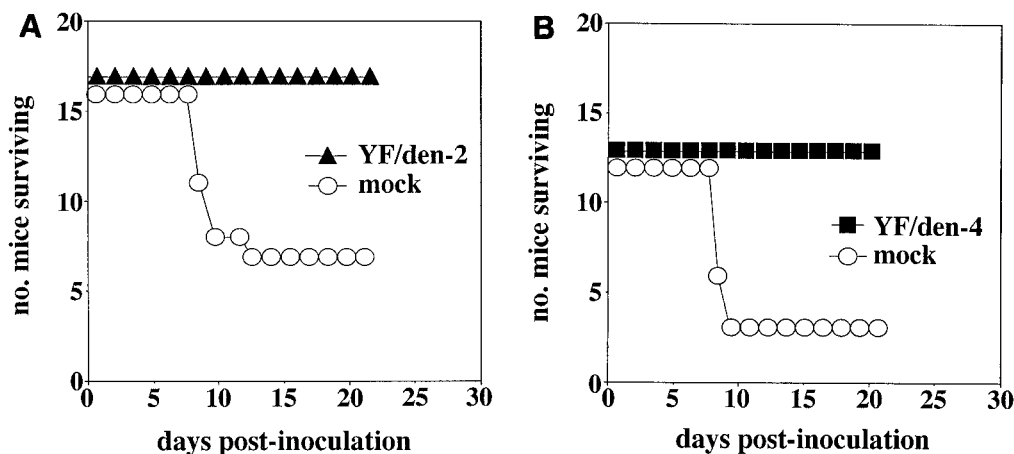 A
no. mice surviving
20
15
10
5
0
YF/den-2
mock
0 5 10 15 20 25 30
days post-inoculation
B
no. mice surviving
20
15
10
5
0
YF/den-4
mock
0 5 10 15 20 25 30
days post-inoculation